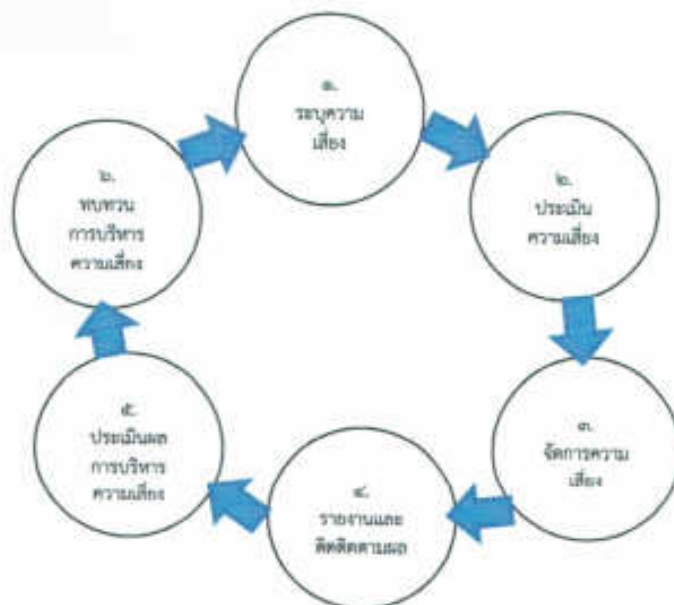 ๑.
ระบุความ
เสี่ยง
๒.
ประเมิน
ความเสี่ยง
๓.
จัดการความ
เสี่ยง
๔.
รายงานและ
ติดติดตามผล
๕.
ประเมินผล
การบริหาร
ความเสี่ยง
๖.
ทบทวน
การบริหาร
ความเสี่ยง